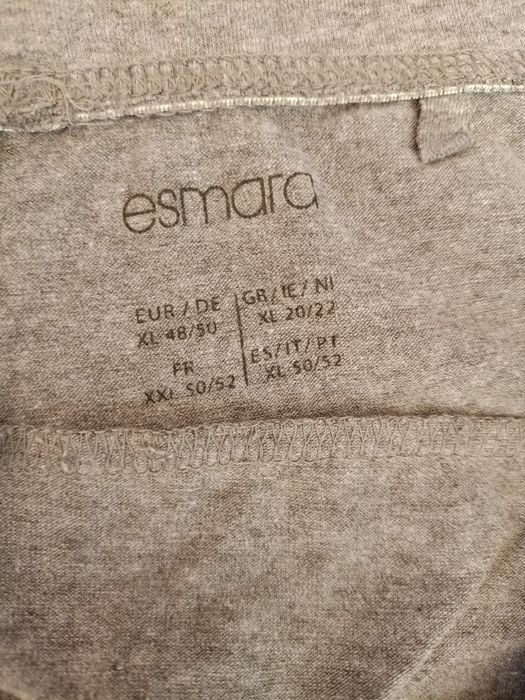 esmara
EUR / DE
XL 48/50
GR/IE/NI
XL 20/22
FR
XXL 50/52
ES/IT/PT
XL 50/52